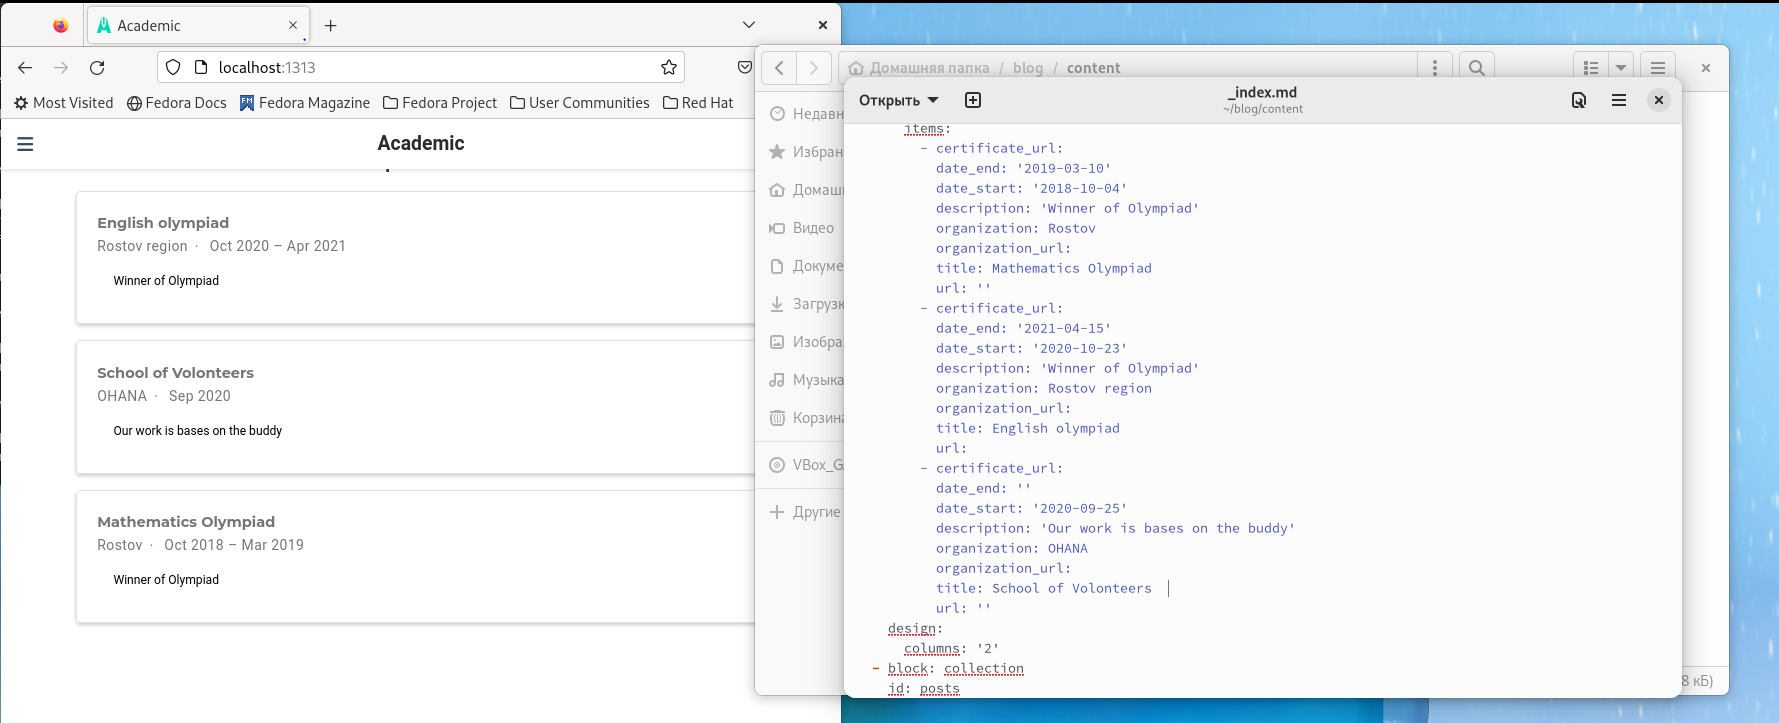 Academic
localhost:1313
Most Visited
Fedora Docs
Fedora Magazine
Fedora Project
User Communities
Red Hat
Academic
English olympiad
Rostov region · Oct 2020 – Apr 2021
Winner of Olympiad
School of Volonteers
OHANA · Sep 2020
Our work is bases on the buddy
Mathematics Olympiad
Rostov · Oct 2018 – Mar 2019
Winner of Olympiad
Домашняя папка / blog / content
Недавн
Избран
Домаш
Видео
Докуме
Загрузк
Изобра
Музыка
Корзина
VBox_G
Другие
8 кБ)
Открыть
_index.md
~/blog/content
items:
- certificate_url:
date_end: '2019-03-10'
date_start: '2018-10-04'
description: 'Winner of Olympiad'
organization: Rostov
organization_url:
title: Mathematics Olympiad
url: ''
- certificate_url:
date_end: '2021-04-15'
date_start: '2020-10-23'
description: 'Winner of Olympiad'
organization: Rostov region
organization_url:
title: English olympiad
url:
- certificate_url:
date_end: ''
date_start: '2020-09-25'
description: 'Our work is bases on the buddy'
organization: OHANA
organization_url:
title: School of Volonteers
url: ''
design:
columns: '2'
- block: collection
id: posts